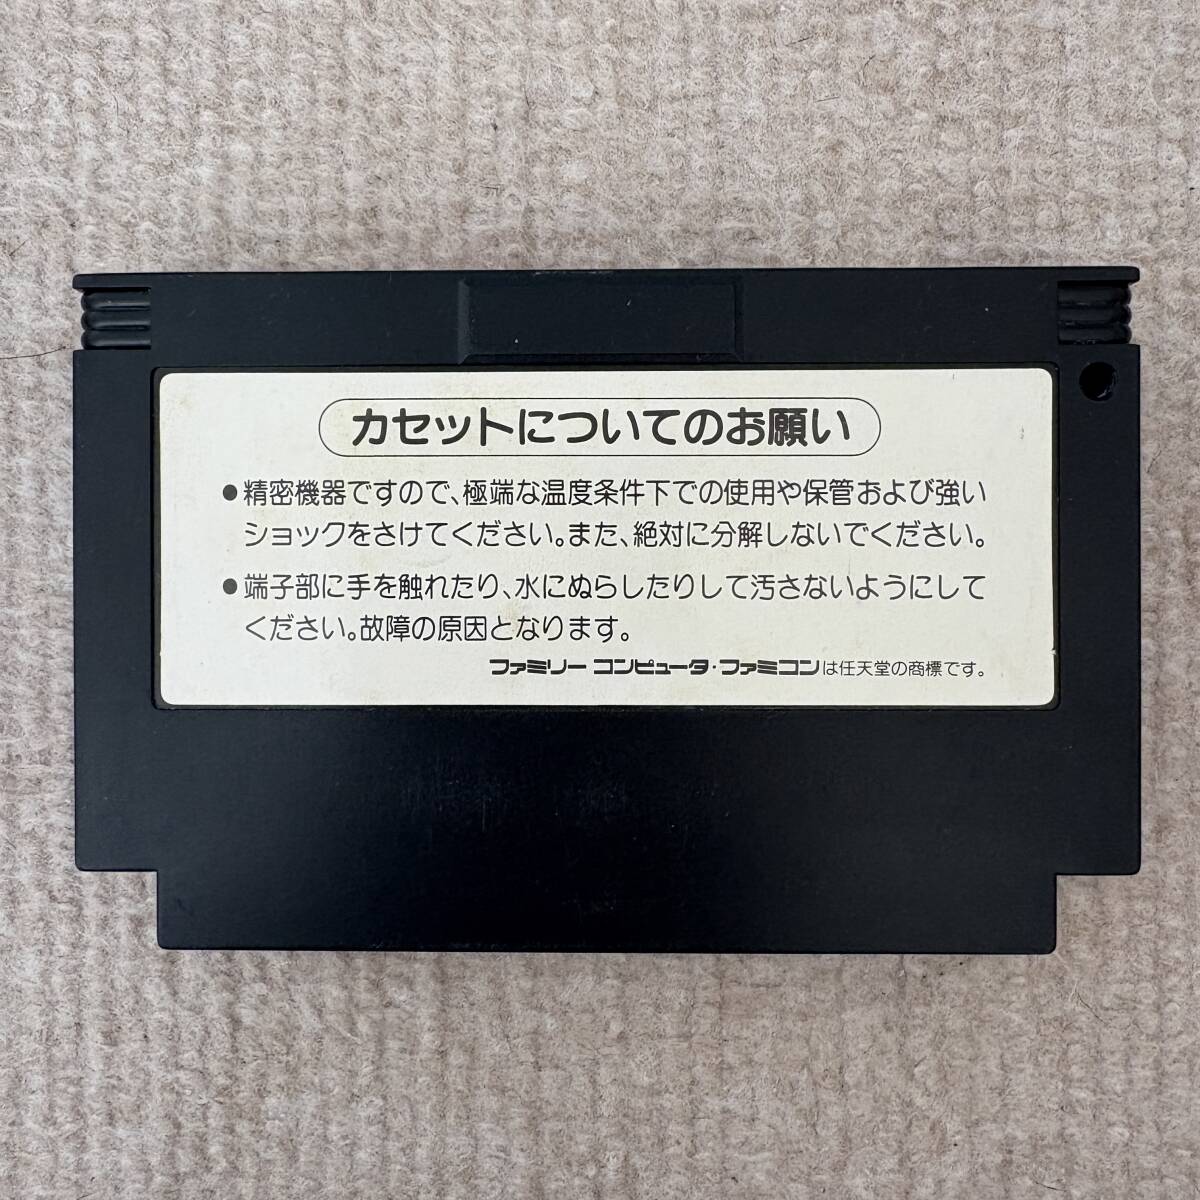 カセットについてのお願い
●精密機器ですので、極端な温度条件下での使用や保管および強い
ショックをさけてください。また、絶対に分解しないでください。
●端子部に手を触れたり、水にぬらしたりして汚さないようにして
ください。故障の原因となります。
ファミリー コンピュータ・ファミコンは任天堂の商標です。